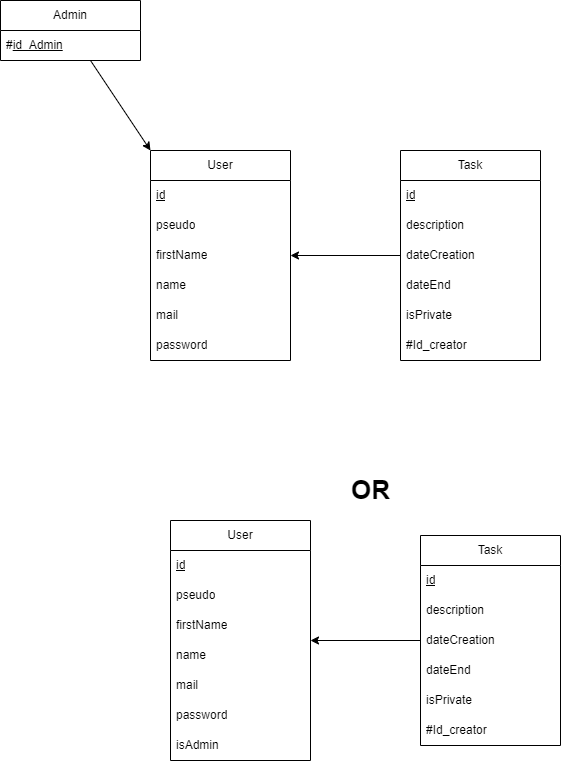 Admin
#id_Admin
User
id
pseudo
firstName
name
mail
password
Task
id
description
dateCreation
dateEnd
isPrivate
#Id_creator
OR
User
id
pseudo
firstName
name
mail
password
isAdmin
Task
id
description
dateCreation
dateEnd
isPrivate
#Id_creator